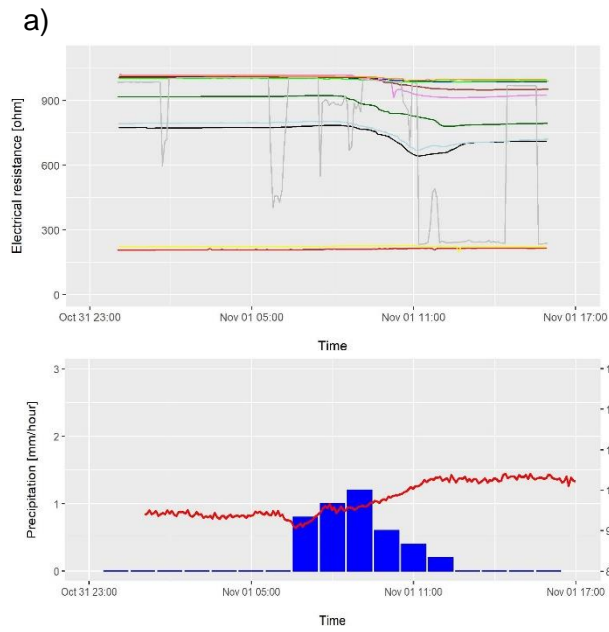 a)
Electrical resistance [ohm]
900
600
300
0
Oct 31 23:00
Nov 01 05:00
Nov 01 11:00
Nov 01 17:00
Time
Precipitation [mm/hour]
3
2
1
0
Oct 31 23:00
Nov 01 05:00
Nov 01 11:00
Nov 01 17:00
Time